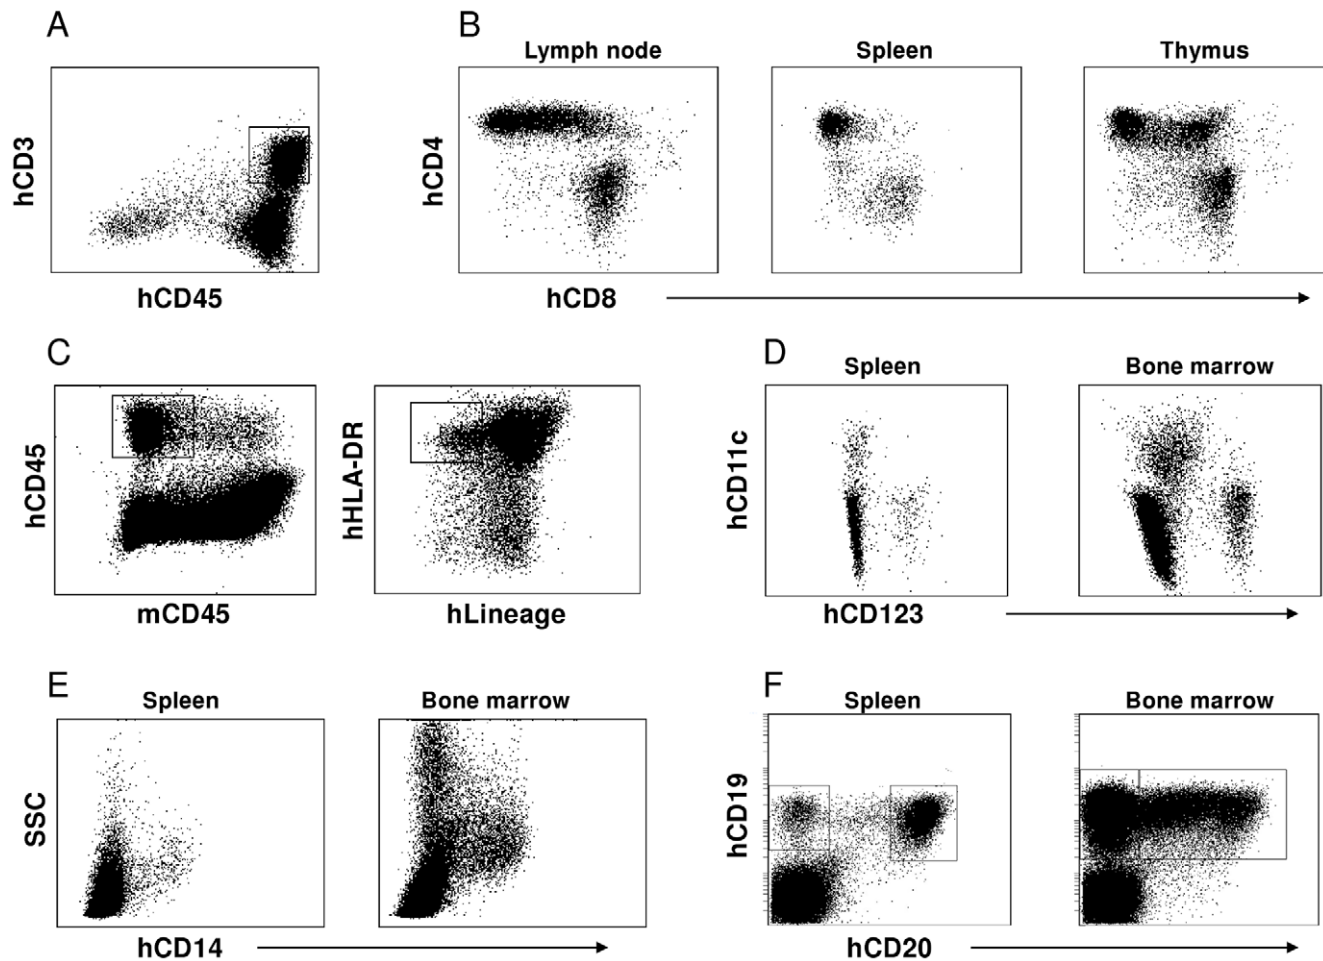 A
B
Lymph node
Spleen
Thymus
hCD3
hCD4
hCD45
hCD8
C
D
Spleen
Bone marrow
hCD45
hHLA-DR
hCD11c
mCD45
hLineage
hCD123
E
F
Spleen
Bone marrow
Spleen
Bone marrow
SSC
hCD19
hCD14
hCD20